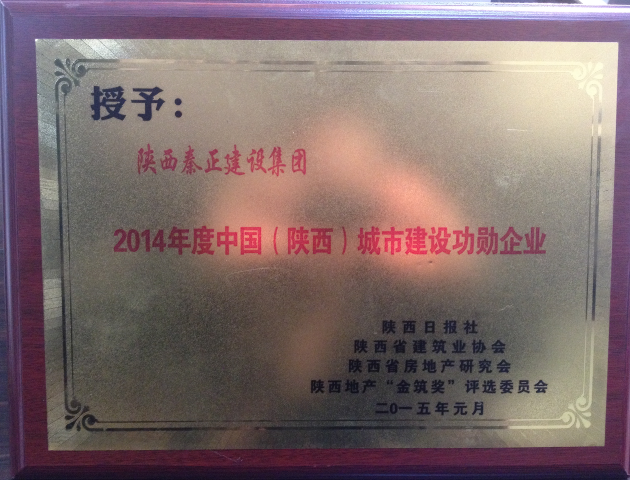 授予：
陕西秦正建设集团
2014年度中国（陕西）城市建设功勋企业
陕西日报社
陕西省建筑业协会
陕西省房地产研究会
陕西地产“金筑奖”评选委员会
二0一五年元月